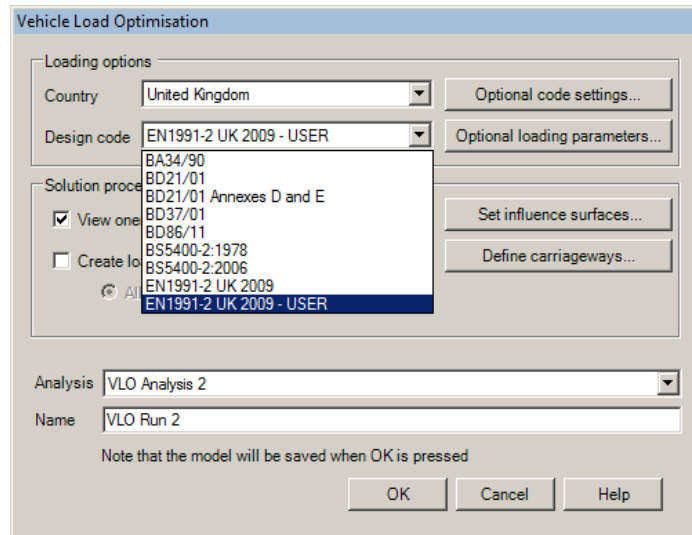 Vehicle Load Optimisation
Loading options
Country United Kingdom Optional code settings...
Design code EN1991-2 UK 2009 - USER Optional loading parameters...
BA34/90
BD21/01
BD21/01 Annexes D and E
BD37/01
BD86/11
BS5400-2:1978
BS5400-2:2006
EN1991-2 UK 2009
EN1991-2 UK 2009 - USER
Solution proce
View one
Set influence surfaces...
Create lo
Define carriageways...
Al
Analysis VLO Analysis 2
Name VLO Run 2
Note that the model will be saved when OK is pressed
OK Cancel Help